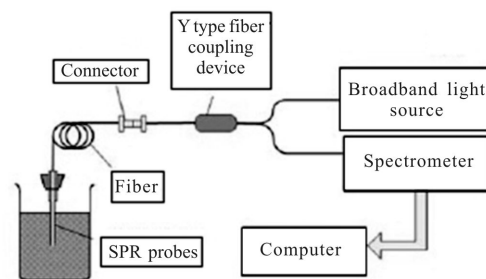 Y type fiber
coupling
device
Connector
Broadband light
source
Spectrometer
Fiber
SPR probes
Computer